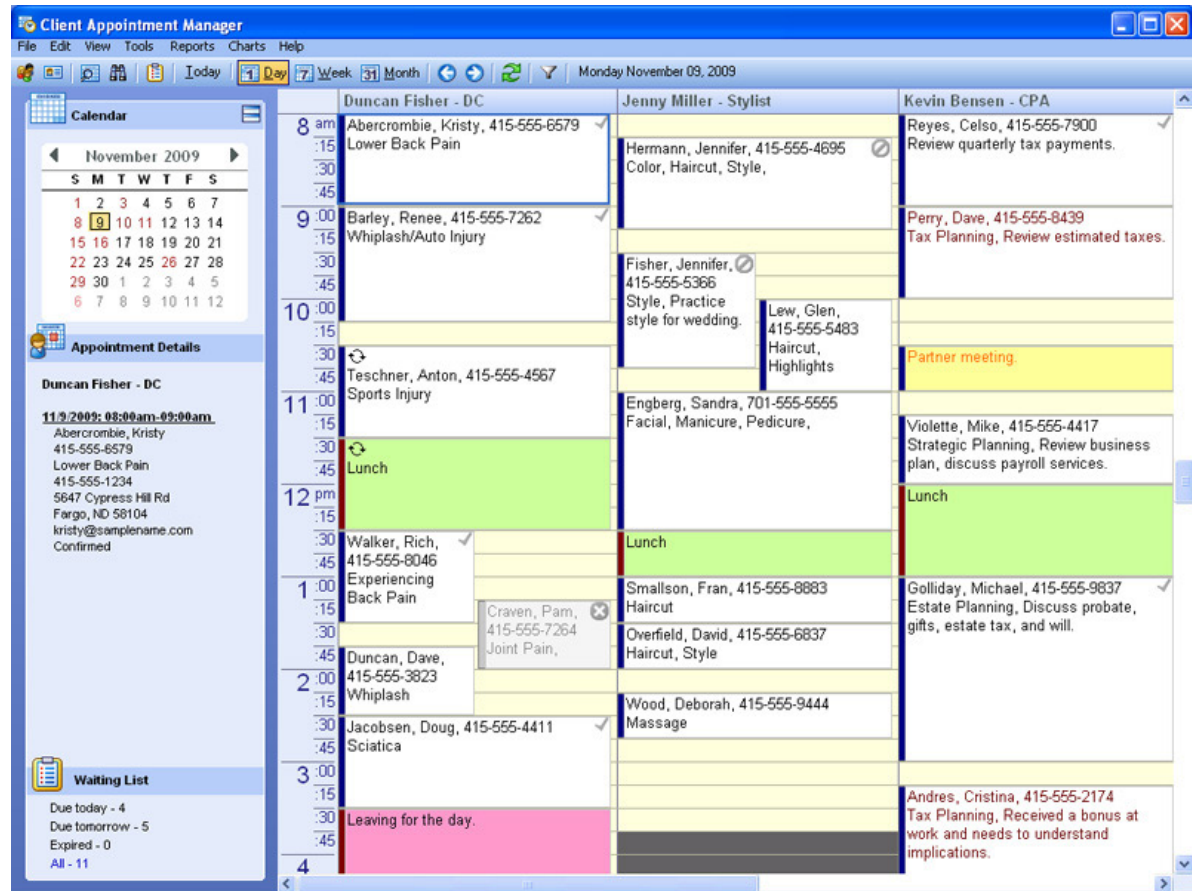 Client Appointment Manager
File Edit View Tools Reports Charts Help
Today 1 Day 7 Week 31 Month Monday November 09, 2009
Calendar
November 2009
S M T W T F S
1 2 3 4 5 6 7
8 9 10 11 12 13 14
15 16 17 18 19 20 21
22 23 24 25 26 27 28
29 30 1 2 3 4 5
6 7 8 9 10 11 12
Appointment Details
Duncan Fisher - DC
11/9/2009: 08:00am-09:00am
Abercrombie, Kristy
415-555-6579
Lower Back Pain
415-555-1234
5647 Cypress Hill Rd
Fargo, ND 58104
kristy@samplename.com
Confirmed
Waiting List
Due today - 4
Due tomorrow - 5
Expired - 0
All - 11
8 am
:15
:30
:45
9 :00
:15
:30
:45
10 :00
:15
:30
:45
11 :00
:15
:30
:45
12 pm
:15
:30
:45
1 :00
:15
:30
:45
2 :00
:15
:30
:45
3 :00
:15
:30
:45
4
Duncan Fisher - DC
Abercrombie, Kristy, 415-555-6579
Lower Back Pain
Barley, Renee, 415-555-7262
Whiplash/Auto Injury
Teschner, Anton, 415-555-4567
Sports Injury
Lunch
Walker, Rich,
415-555-8046
Experiencing
Back Pain
Craven, Pam,
415-555-7264
Joint Pain,
Duncan, Dave,
415-555-3823
Whiplash
Jacobsen, Doug, 415-555-4411
Sciatica
Leaving for the day.
Jenny Miller - Stylist
Hermann, Jennifer, 415-555-4695
Color, Haircut, Style,
Fisher, Jennifer,
415-555-5366
Style, Practice
style for wedding.
Lew, Glen,
415-555-5483
Haircut,
Highlights
Engberg, Sandra, 701-555-5555
Facial, Manicure, Pedicure,
Lunch
Smallson, Fran, 415-555-8883
Haircut
Overfield, David, 415-555-6837
Haircut, Style
Wood, Deborah, 415-555-9444
Massage
Kevin Bensen - CPA
Reyes, Celso, 415-555-7900
Review quarterly tax payments.
Perry, Dave, 415-555-8439
Tax Planning, Review estimated taxes.
Partner meeting.
Violette, Mike, 415-555-4417
Strategic Planning, Review business
plan, discuss payroll services.
Lunch
Golliday, Michael, 415-555-9837
Estate Planning, Discuss probate,
gifts, estate tax, and will.
Andres, Cristina, 415-555-2174
Tax Planning, Received a bonus at
work and needs to understand
implications.